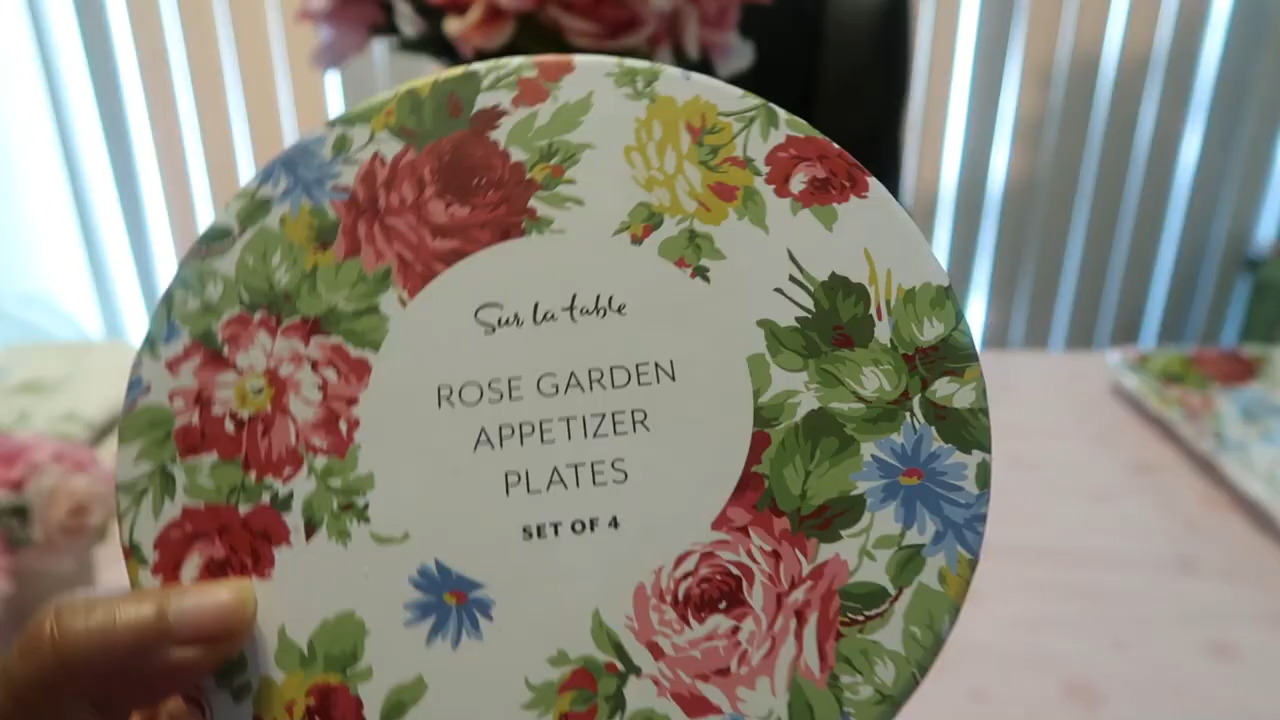 Sur la table
ROSE GARDEN
APPETIZER
PLATES
SET OF 4